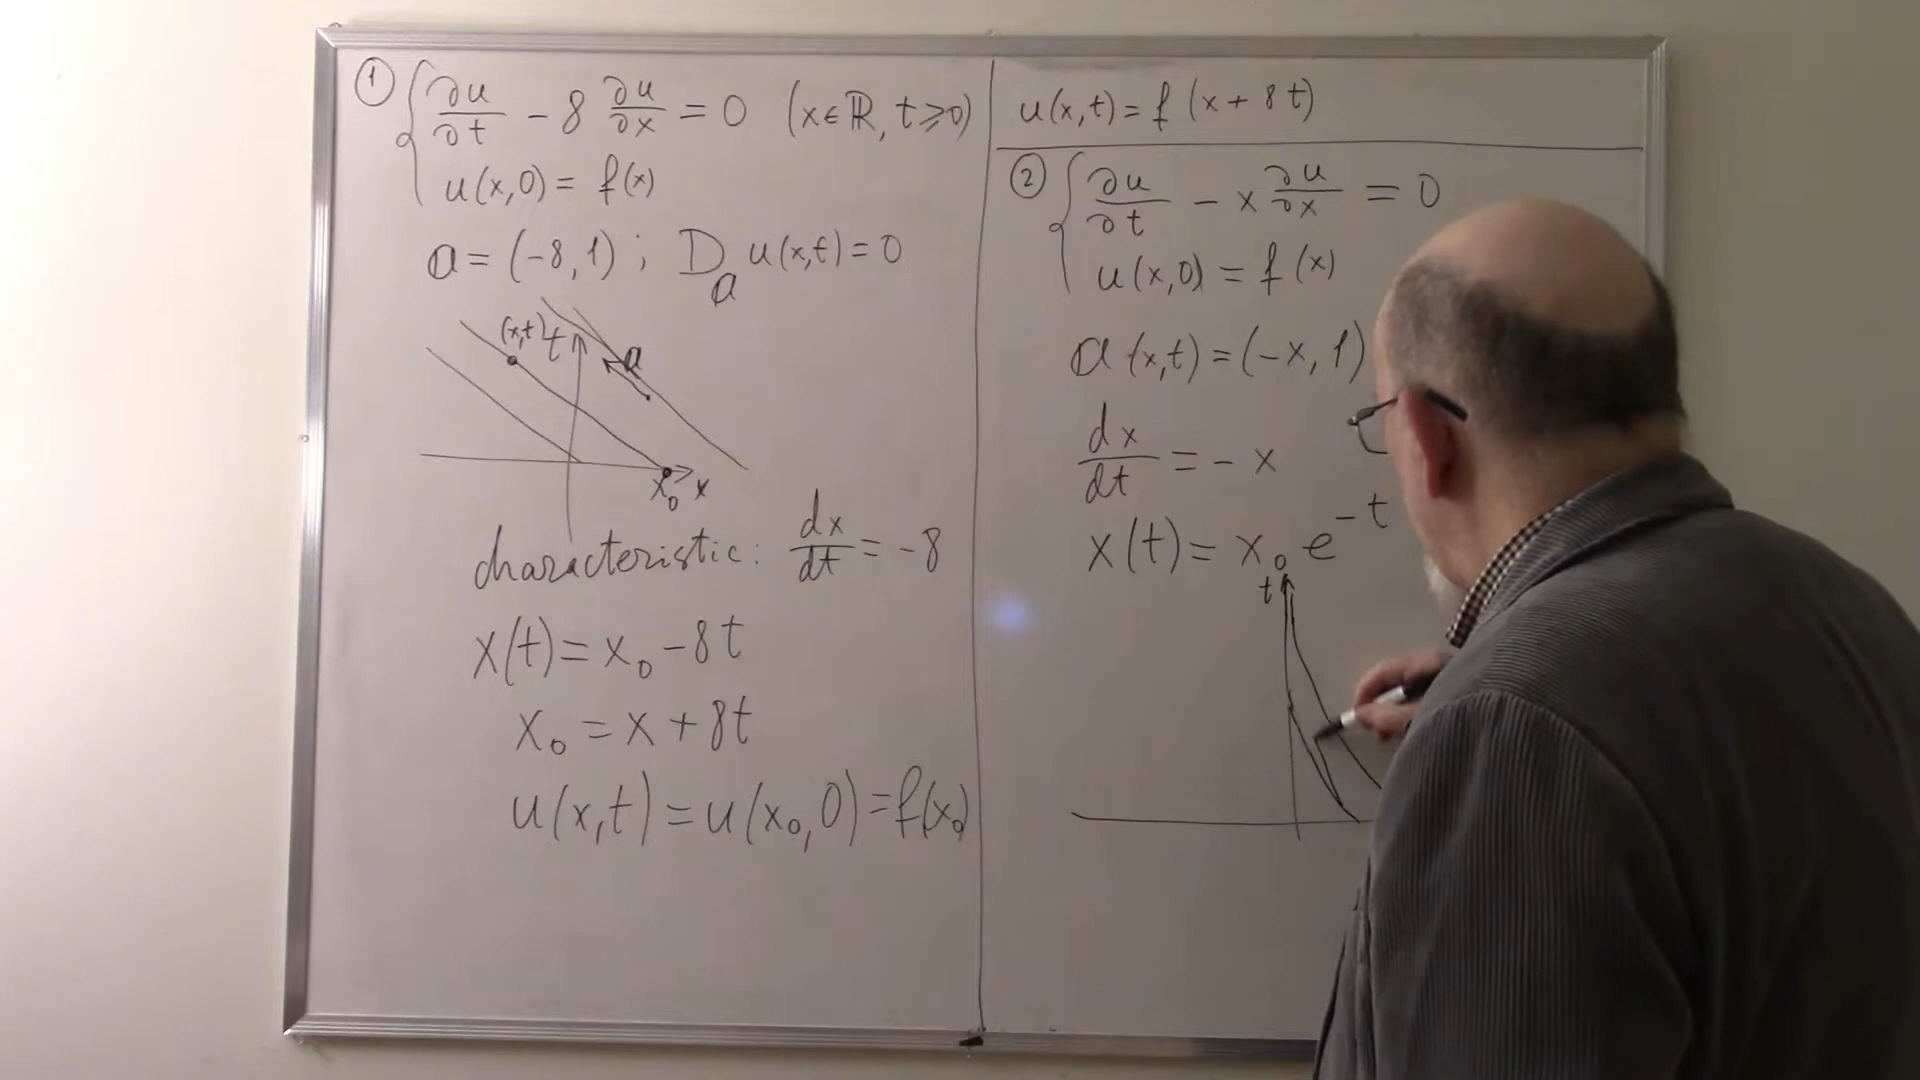 ① { ∂u/∂t - 8 ∂u/∂x = 0 (x∈ℝ, t⩾0)
u(x,0) = f(x)
a = (-8,1) ; D_a u(x,t) = 0
(x,t) t a
x₀ x
characteristic: dx/dt = -8
x(t) = x₀ - 8t
x₀ = x + 8t
u(x,t) = u(x₀,0) = f(x₀)
u(x,t) = f(x + 8t)
② { ∂u/∂t - x ∂u/∂x = 0
u(x,0) = f(x)
a(x,t) = (-x, 1)
dx/dt = - x
x(t) = x₀ e^{-t}
t